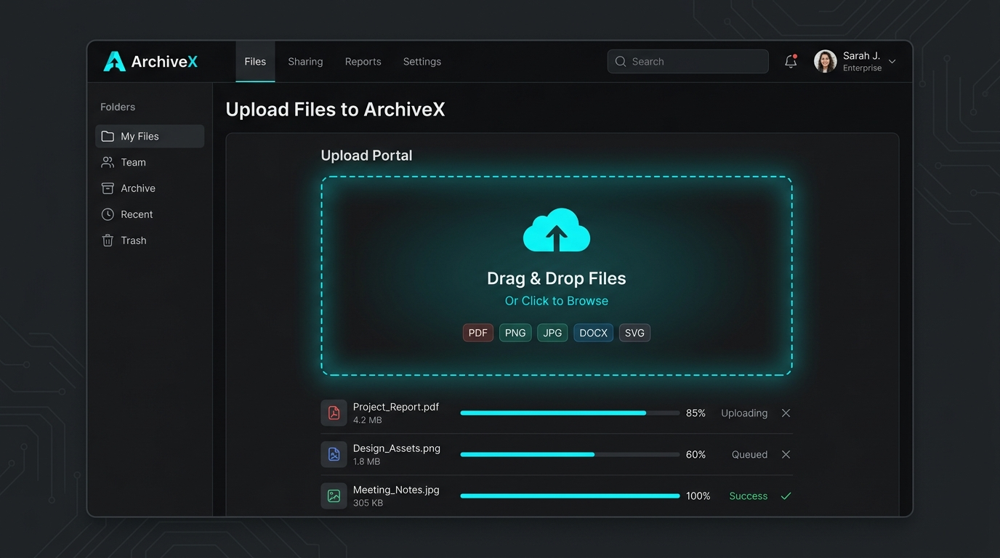 ArchiveX
Files
Sharing
Reports
Settings
Search
Sarah J.
Enterprise
Folders
My Files
Team
Archive
Recent
Trash
Upload Files to ArchiveX
Upload Portal
Drag & Drop Files
Or Click to Browse
PDF PNG JPG DOCX SVG
Project_Report.pdf
4.2 MB
85% Uploading
Design_Assets.png
1.8 MB
60% Queued
Meeting_Notes.jpg
305 KB
100% Success